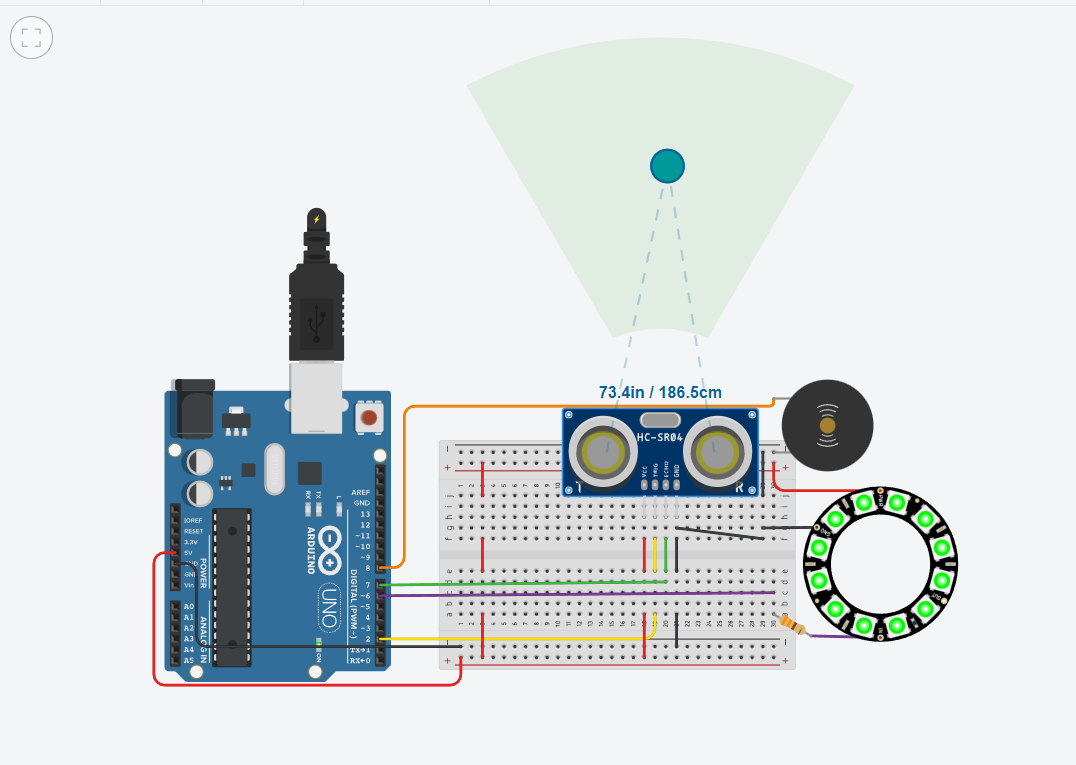 73.4in / 186.5cm
HC-SR04
VCC
TRIG
ECHO
GND
T
R
AREF
GND
13
12
~11
~10
~9
8
7
~6
~5
4
~3
2
TX→1
RX←0
DIGITAL (PWM~)
IOREF
RESET
3.3V
5V
GND
GND
Vin
POWER
A0
A1
A2
A3
A4
A5
ANALOG IN
RX
TX
L
ARDUINO
UNO
ON